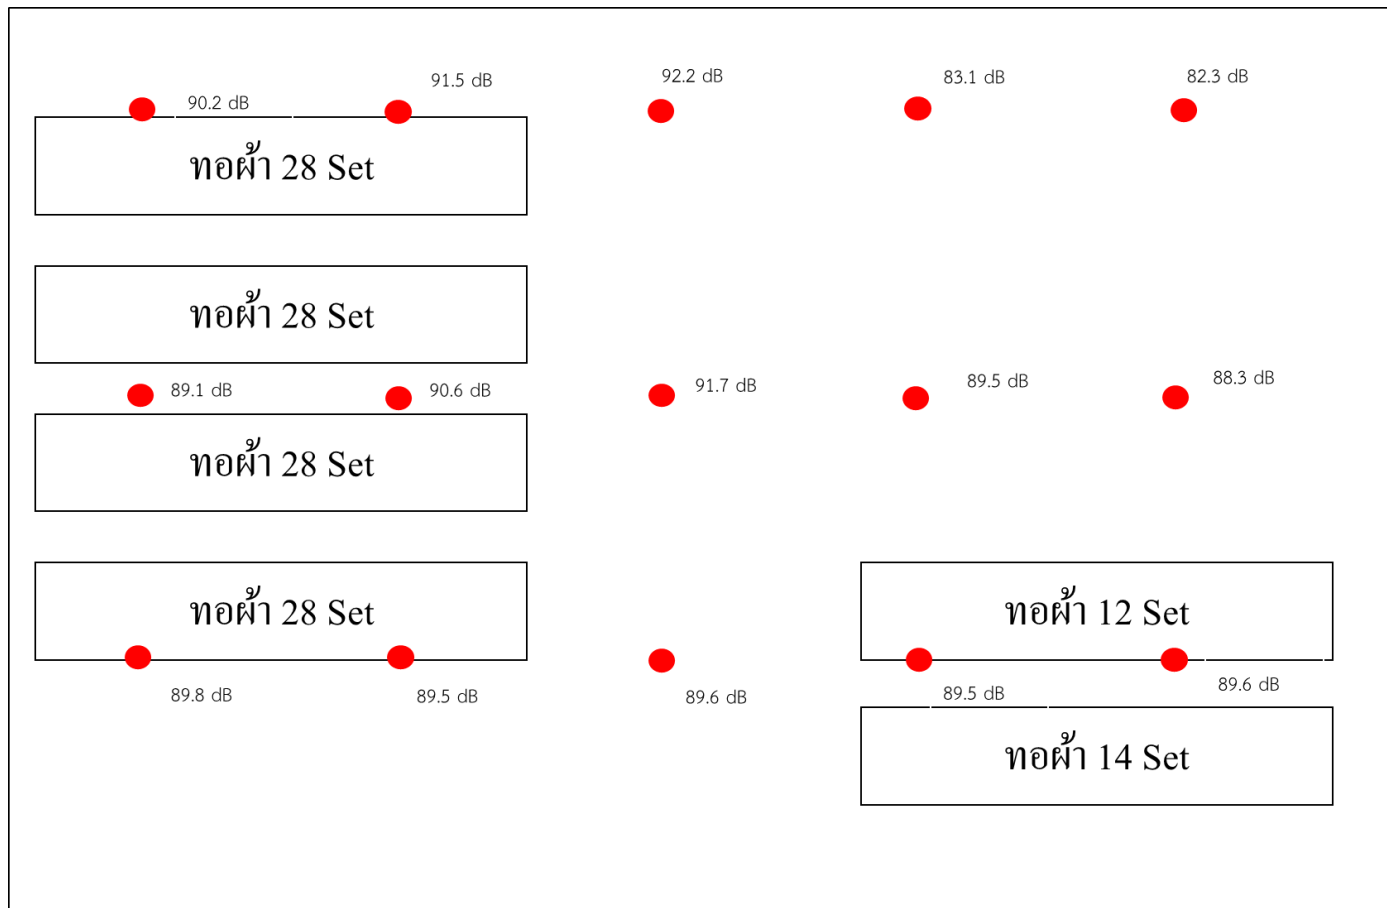 90.2 dB
91.5 dB
92.2 dB
83.1 dB
82.3 dB
ทอผ้า 28 Set
ทอผ้า 28 Set
89.1 dB
90.6 dB
91.7 dB
89.5 dB
88.3 dB
ทอผ้า 28 Set
ทอผ้า 28 Set
ทอผ้า 12 Set
89.8 dB
89.5 dB
89.6 dB
89.5 dB
89.6 dB
ทอผ้า 14 Set